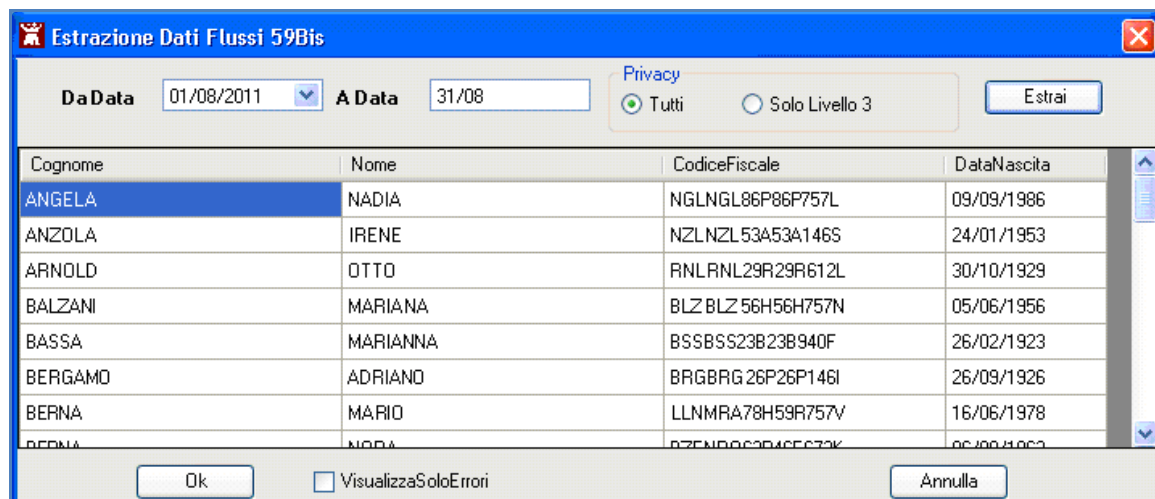 Estrazione Dati Flussi 59Bis
Privacy
Da Data 01/08/2011 A Data 31/08 Tutti Solo Livello 3 Estrai
Cognome Nome CodiceFiscale DataNascita
ANGELA NADIA NGLNGL86P86P757L 09/09/1986
ANZOLA IRENE NZLNZL53A53A146S 24/01/1953
ARNOLD OTTO RNLRNL29R29R612L 30/10/1929
BALZANI MARIANA BLZBLZ56H56H757N 05/06/1956
BASSA MARIANNA BSSBSS23B23B940F 26/02/1923
BERGAMO ADRIANO BRGBRG26P26P146I 26/09/1926
BERNA MARIO LLNMRA78H59R757V 16/06/1978
BERNA NORA
Ok VisualizzaSoloErrori Annulla